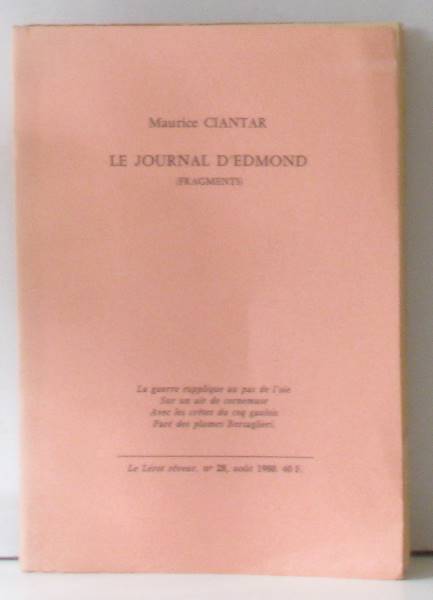 Maurice CIANTAR
LE JOURNAL D'EDMOND
(FRAGMENTS)
La guerre rapplique au pas de l'oie
Sur un air de cornemuse
Avec les crêtes du coq gaulois
Paré des plumes Bersaglieri.
Le Lérot rêveur, n° 28, août 1980. 40 F.